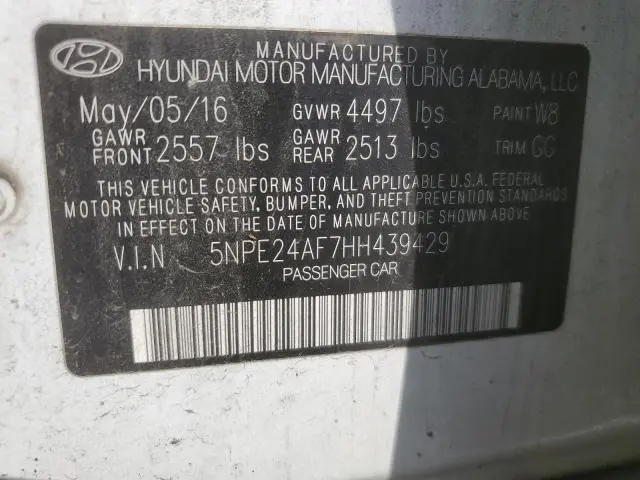 MANUFACTURED BY
HYUNDAI MOTOR MANUFACTURING ALABAMA, LLC
May/05/16 GVWR 4497 lbs PAINT W8
GAWR FRONT 2557 lbs GAWR REAR 2513 lbs TRIM GG
THIS VEHICLE CONFORMS TO ALL APPLICABLE U.S.A. FEDERAL
MOTOR VEHICLE SAFETY, BUMPER, AND THEFT PREVENTION STANDARDS
IN EFFECT ON THE DATE OF MANUFACTURE SHOWN ABOVE
V.I.N 5NPE24AF7HH439429
PASSENGER CAR